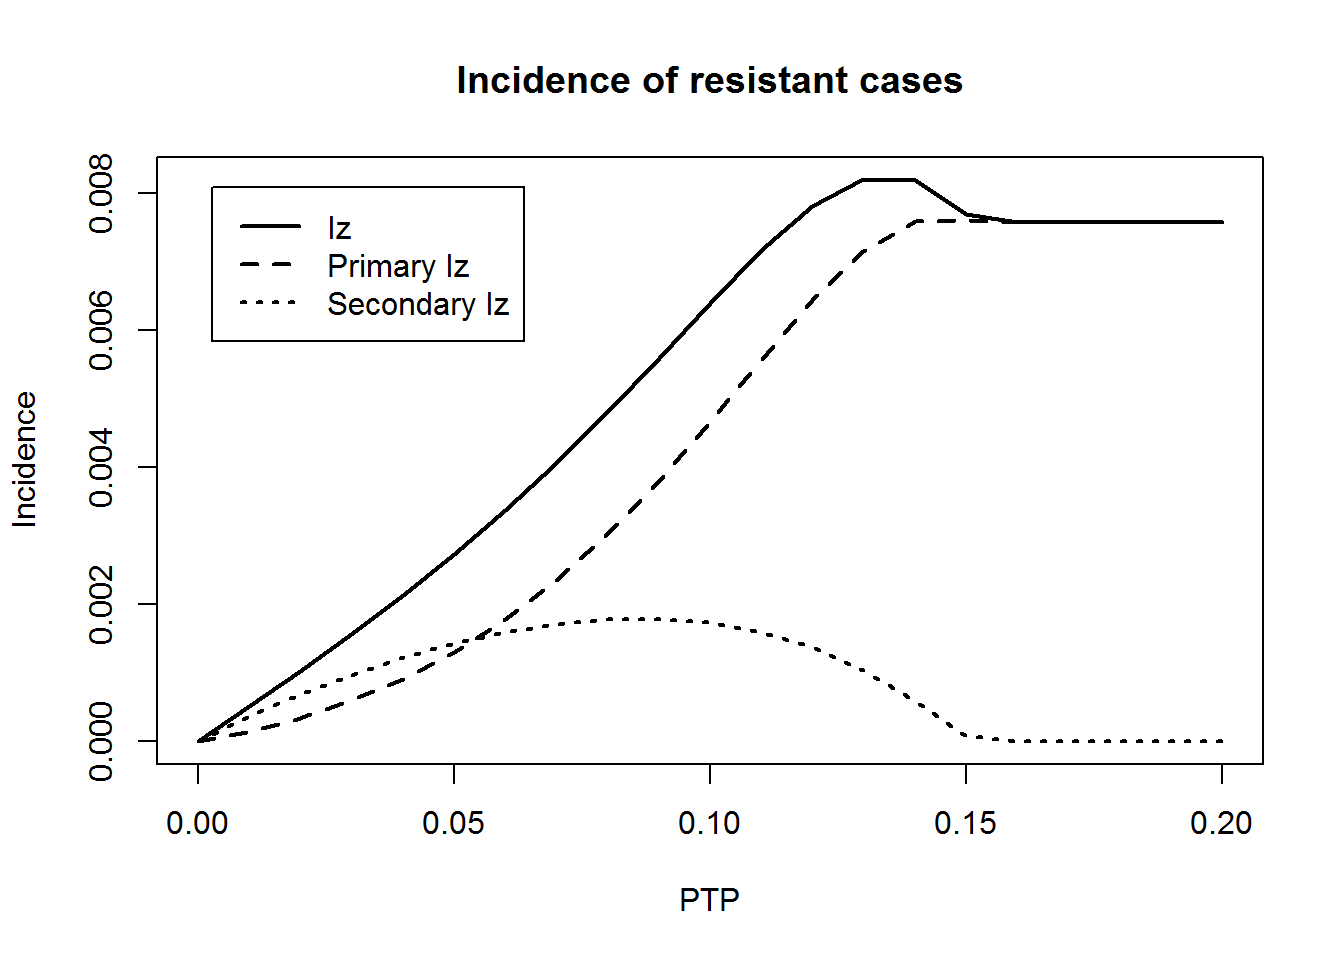 Incidence of resistant cases
Iz
Primary Iz
Secondary Iz
Incidence
0.008
0.006
0.004
0.002
0.000
0.00 0.05 0.10 0.15 0.20
PTP